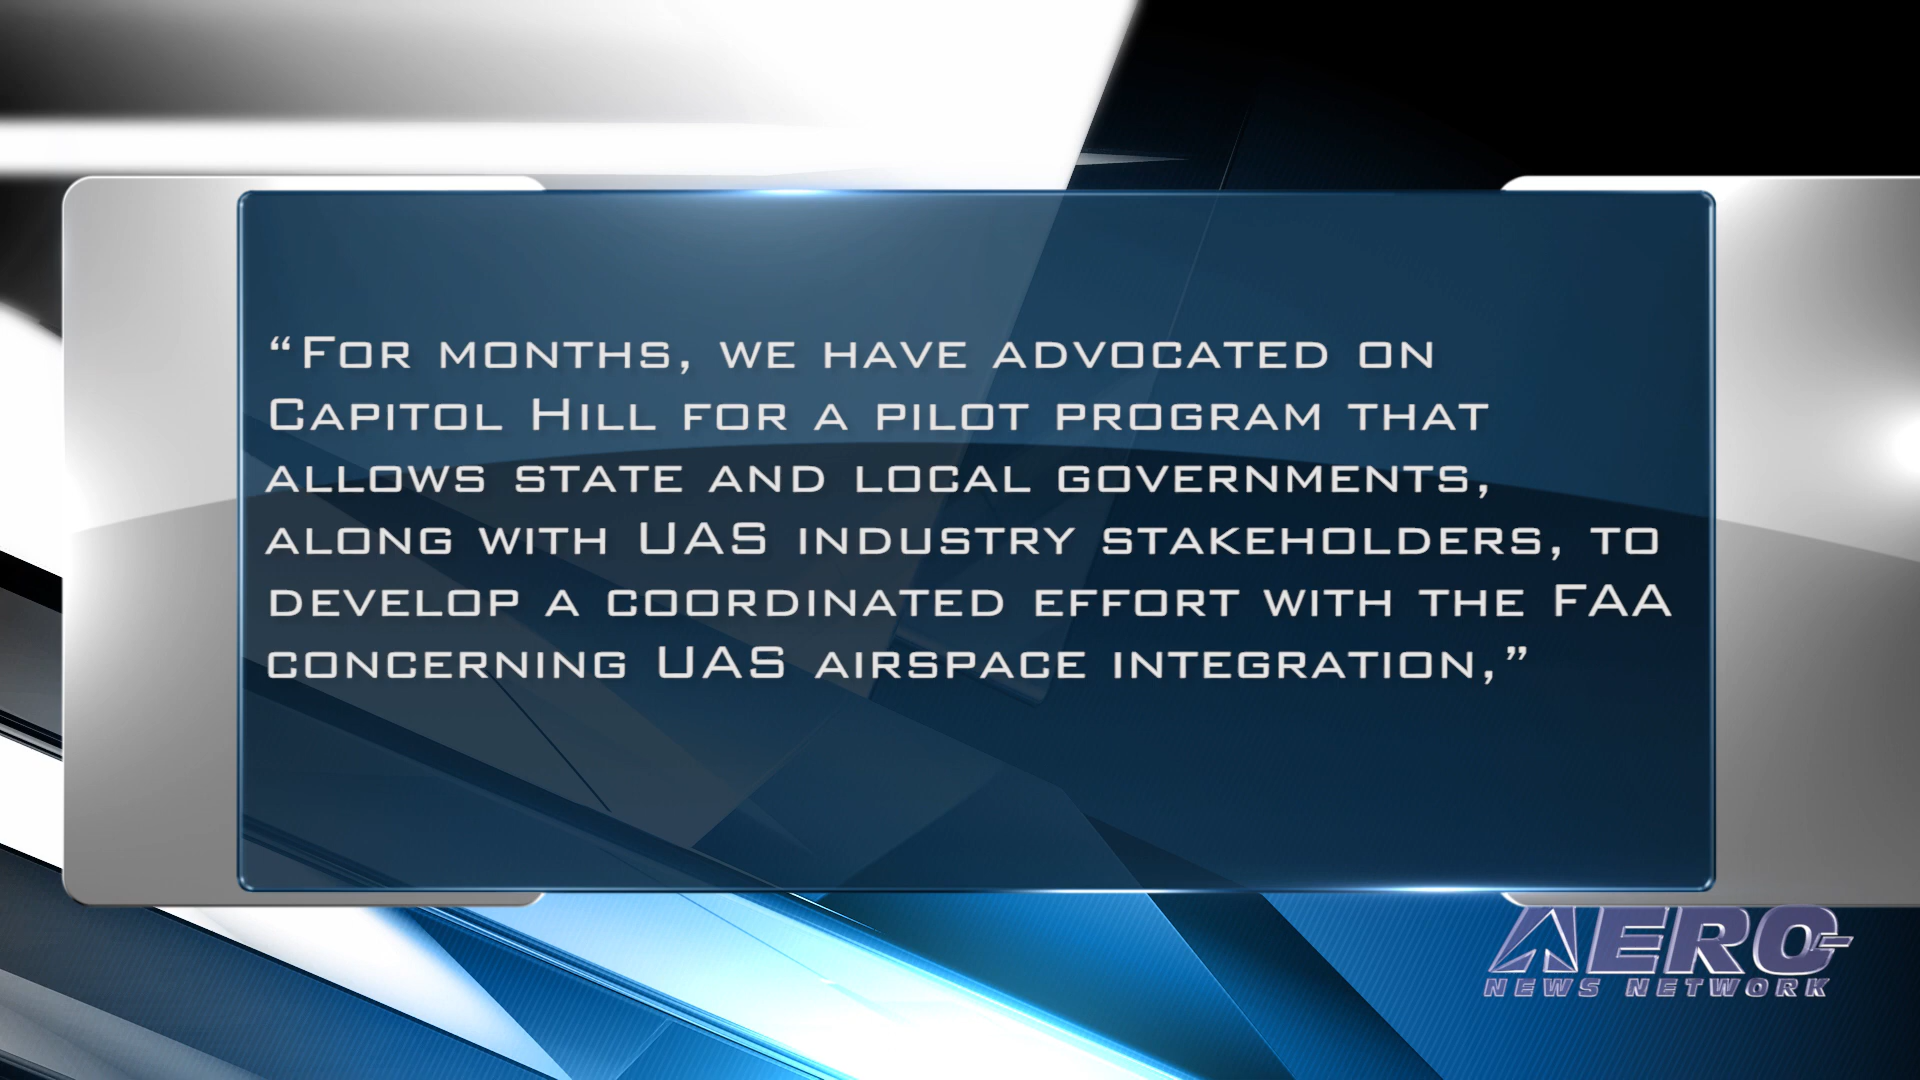 “For months, we have advocated on
Capitol Hill for a pilot program that
allows state and local governments,
along with UAS industry stakeholders, to
develop a coordinated effort with the FAA
concerning UAS airspace integration,”
AERO-
NEWS NETWORK